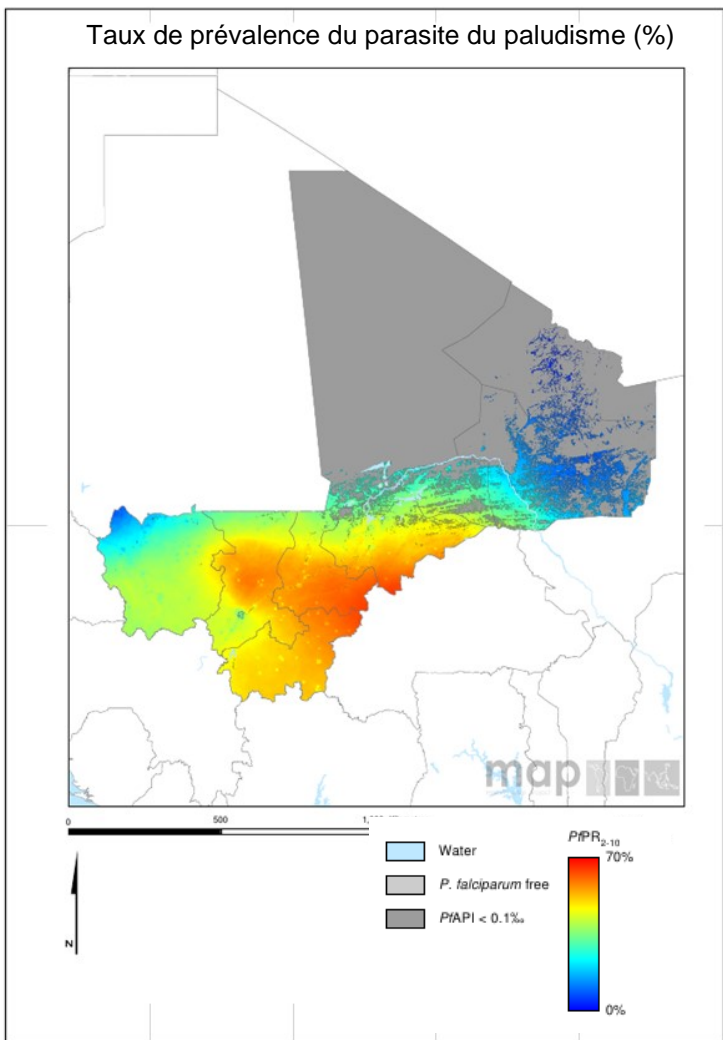 Taux de prévalence du parasite du paludisme (%)
map
0 500
Water
P. falciparum free
PfAPI < 0.1‰
PfPR2-10
70%
0%
N